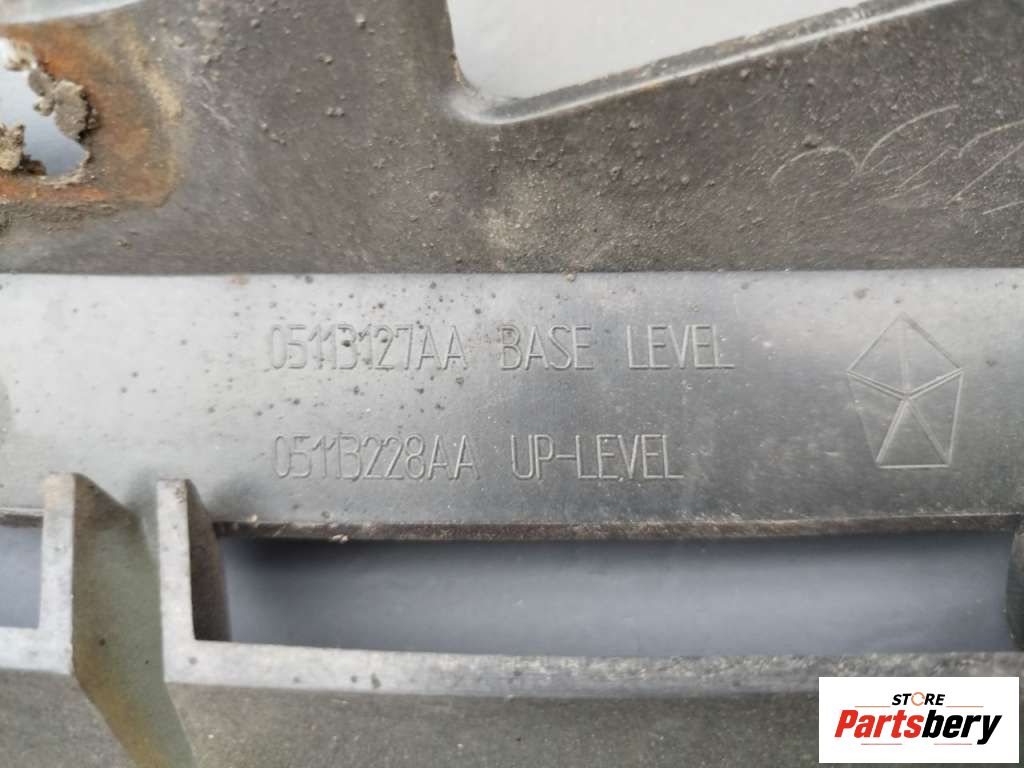 05113127AA BASE LEVEL
05113228AA UP-LEVEL
STORE
Partsbery